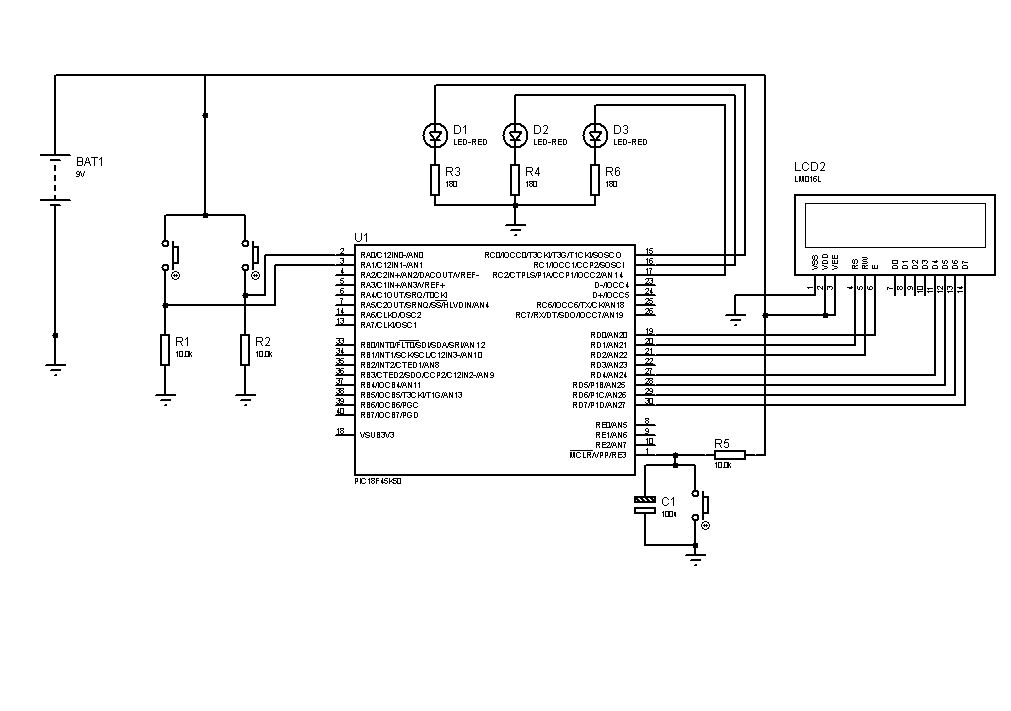 BAT1
9V
D1
LED-RED
D2
LED-RED
D3
LED-RED
R3
180
R4
180
R6
180
LCD2
LM016L
U1
2 RA0/C12IN0-/AN0
3 RA1/C12IN1-/AN1
4 RA2/C2IN+/AN2/DACOUT/VREF-
5 RA3/C1IN+/AN3/VREF+
6 RA4/C1OUT/SRQ/T0CKI
7 RA5/C2OUT/SRNQ/SS/HLVDIN/AN4
14 RA6/CLKO/OSC2
13 RA7/CLKI/OSC1
33 RB0/INT0/FLT0/SDI/SDA/SRI/AN12
34 RB1/INT1/SCK/SCL/C12IN3-/AN10
35 RB2/INT2/CTED1/AN8
36 RB3/CTED2/SDO/CCP2/C12IN2-/AN9
37 RB4/IOCB4/AN11
38 RB5/IOCB5/T3CKI/T1G/AN13
39 RB6/IOCB6/PGC
40 RB7/IOCB7/PGD
18 VSUB3V3
RC0/IOCC0/T3CKI/T3G/T1CKI/SOSCO 15
RC1/IOCC1/CCP2/SOSCI 16
RC2/CTPLS/P1A/CCP1/IOCC2/AN14 17
D-/IOCC4 23
D+/IOCC5 24
RC6/IOCC6/TX/CK/AN18 25
RC7/RX/DT/SDO/IOCC7/AN19 26
RD0/AN20 19
RD1/AN21 20
RD2/AN22 21
RD3/AN23 22
RD4/AN24 27
RD5/P1B/AN25 28
RD6/P1C/AN26 29
RD7/P1D/AN27 30
RE0/AN5 8
RE1/AN6 9
RE2/AN7 10
MCLR/VPP/RE3 1
PIC18F45K50
VSS VDD VEE RS RW E D0 D1 D2 D3 D4 D5 D6 D7
1 2 3 4 5 6 7 8 9 10 11 12 13 14
R1
10.0k
R2
10.0k
R5
10.0k
C1
100n